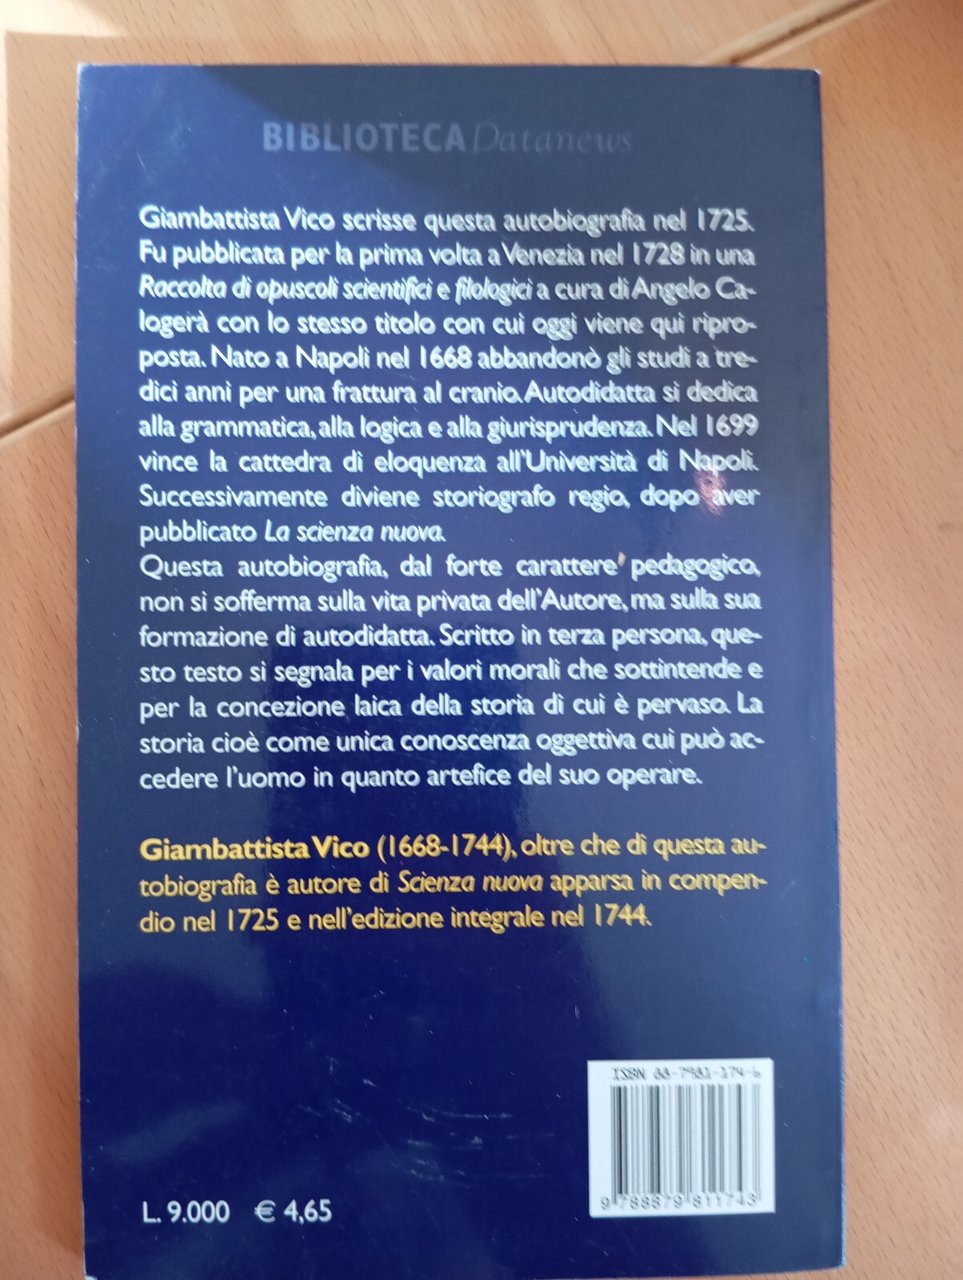 BIBLIOTECA Datanews
Giambattista Vico scrisse questa autobiografia nel 1725.
Fu pubblicata per la prima volta a Venezia nel 1728 in una
Raccolta di opuscoli scientifici e filologici a cura di Angelo Ca-
logerà con lo stesso titolo con cui oggi viene qui ripro-
posta. Nato a Napoli nel 1668 abbandonò gli studi a tre-
dici anni per una frattura al cranio. Autodidatta si dedica
alla grammatica, alla logica e alla giurisprudenza. Nel 1699
vince la cattedra di eloquenza all'Università di Napoli.
Successivamente diviene storiografo regio, dopo aver
pubblicato La scienza nuova.
Questa autobiografia, dal forte carattere pedagogico,
non si sofferma sulla vita privata dell'Autore, ma sulla sua
formazione di autodidatta. Scritto in terza persona, que-
sto testo si segnala per i valori morali che sottintende e
per la concezione laica della storia di cui è pervaso. La
storia cioè come unica conoscenza oggettiva cui può ac-
cedere l'uomo in quanto artefice del suo operare.
Giambattista Vico (1668-1744), oltre che di questa au-
tobiografia è autore di Scienza nuova apparsa in compen-
dio nel 1725 e nell'edizione integrale nel 1744.
ISBN 88-7981-174-6
9 788879 811743
L. 9.000 € 4,65